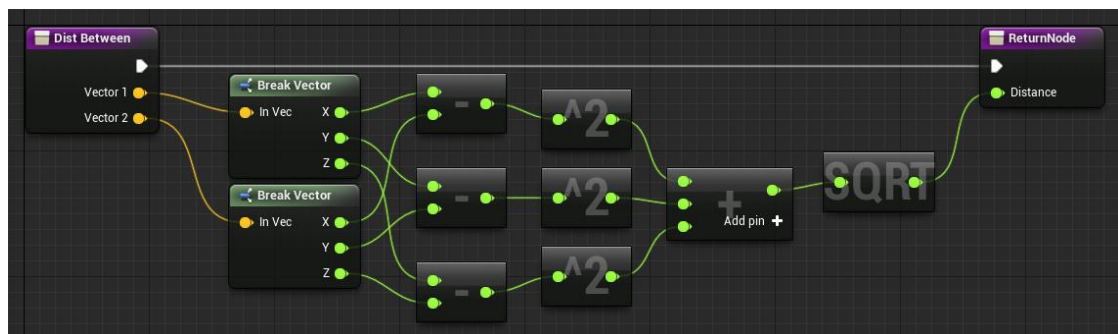 Dist Between
Vector 1
Vector 2
Break Vector
In Vec
X
Y
Z
Break Vector
In Vec
X
Y
Z
-
-
-
^2
^2
^2
+
Add pin +
SQRT
ReturnNode
Distance